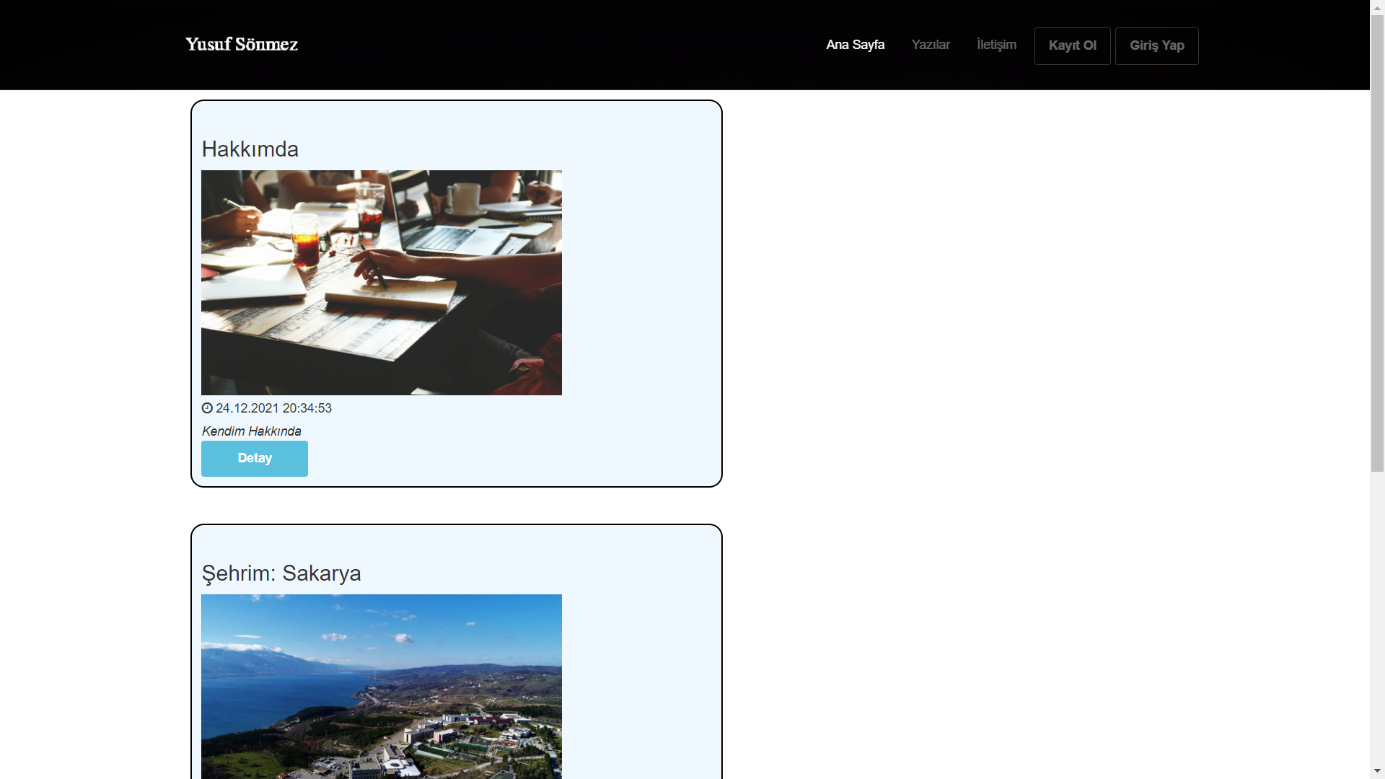 Yusuf Sönmez
Ana Sayfa Yazılar İletişim Kayıt Ol Giriş Yap
Hakkımda
24.12.2021 20:34:53
Kendim Hakkında
Detay
Şehrim: Sakarya